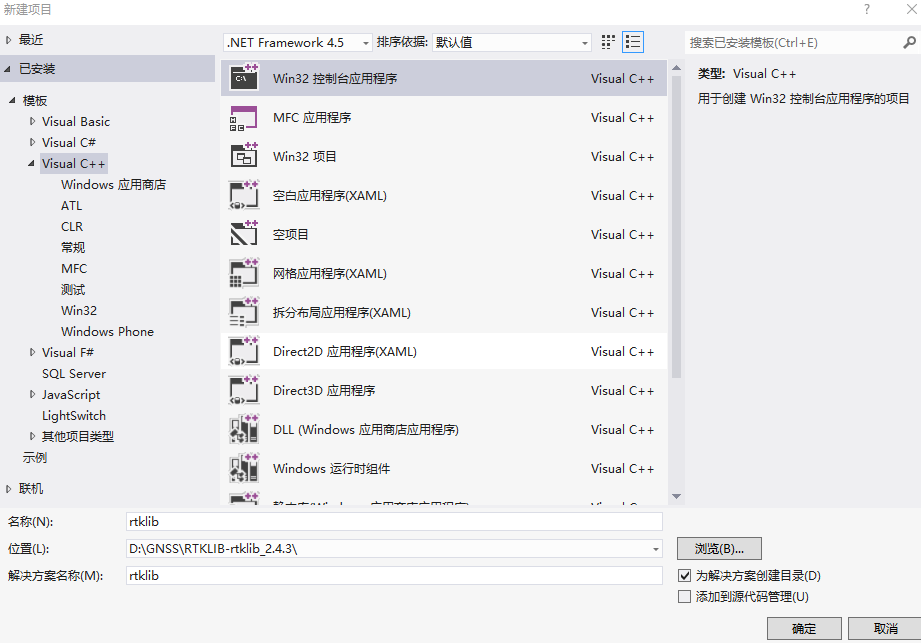 新建项目
?
最近
.NET Framework 4.5
排序依据:
默认值
搜索已安装模板(Ctrl+E)
已安装
模板
Visual Basic
Visual C#
Visual C++
Windows 应用商店
ATL
CLR
常规
MFC
测试
Win32
Windows Phone
Visual F#
SQL Server
JavaScript
LightSwitch
其他项目类型
示例
联机
Win32 控制台应用程序 Visual C++
MFC 应用程序 Visual C++
Win32 项目 Visual C++
空白应用程序(XAML) Visual C++
空项目 Visual C++
网格应用程序(XAML) Visual C++
拆分布局应用程序(XAML) Visual C++
Direct2D 应用程序(XAML) Visual C++
Direct3D 应用程序 Visual C++
DLL (Windows 应用商店应用程序) Visual C++
Windows 运行时组件 Visual C++
类型: Visual C++
用于创建 Win32 控制台应用程序的项目
名称(N): rtklib
位置(L): D:\GNSS\RTKLIB-rtklib_2.4.3\
浏览(B)...
解决方案名称(M): rtklib
为解决方案创建目录(D)
添加到源代码管理(U)
确定
取消